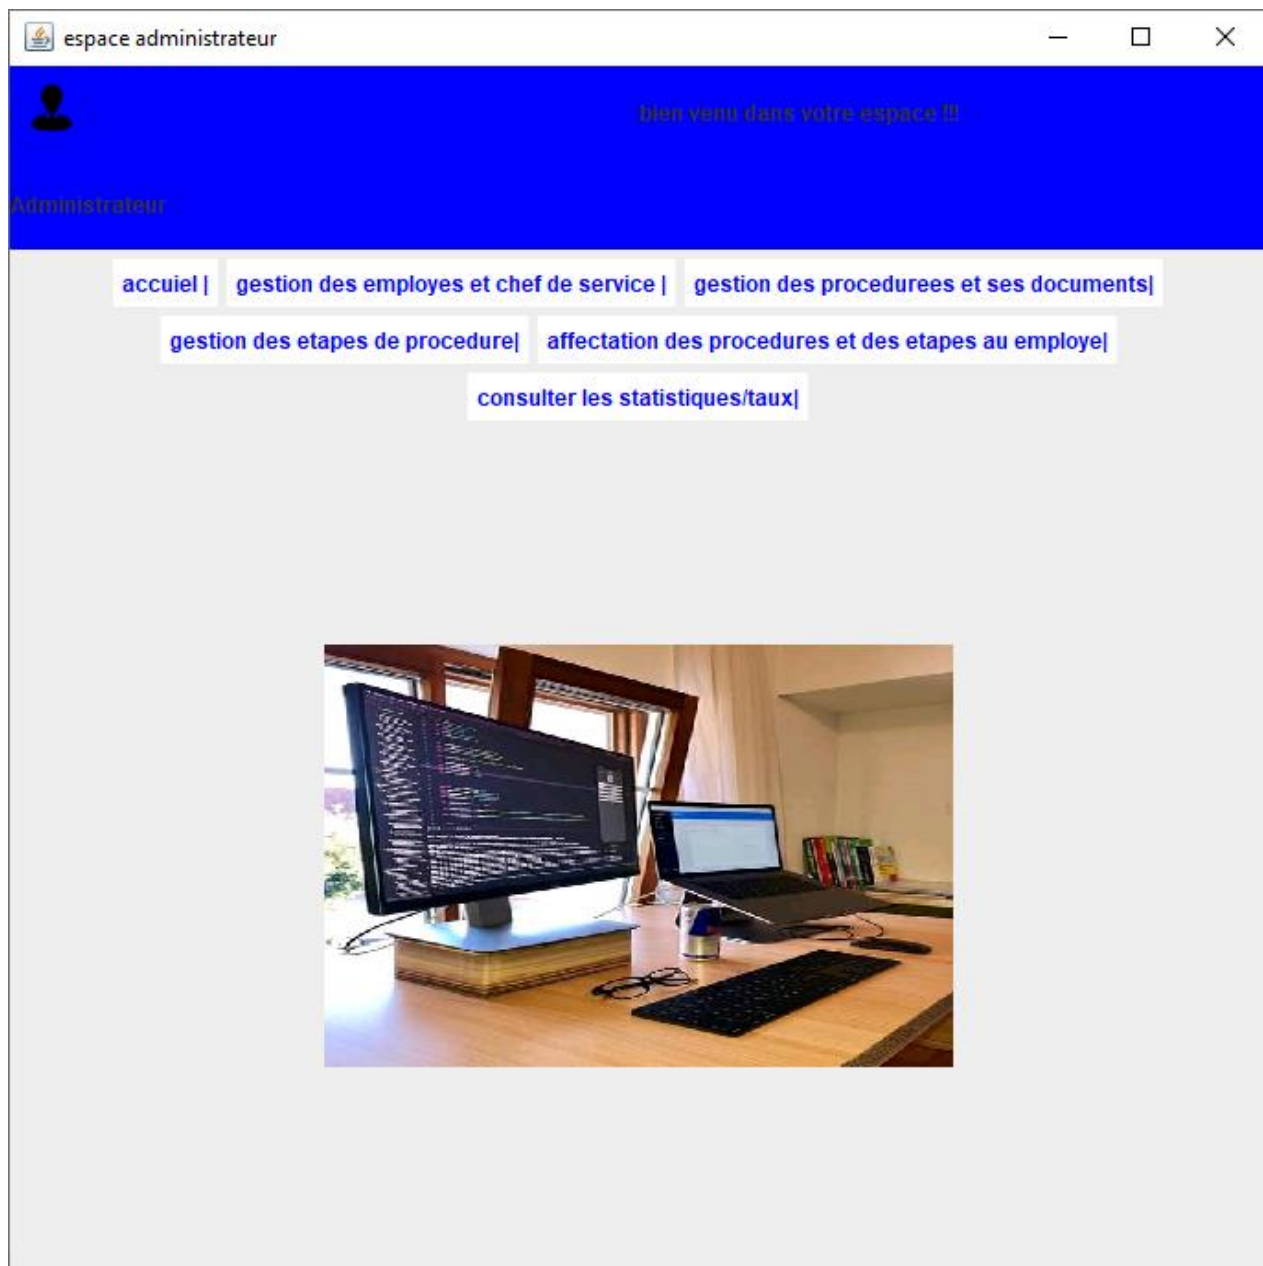 espace administrateur
bien venu dans votre espace !!!
Administrateur
accuiel | gestion des employes et chef de service | gestion des procedurees et ses documents|
gestion des etapes de procedure| affectation des procedures et des etapes au employe|
consulter les statistiques/taux|